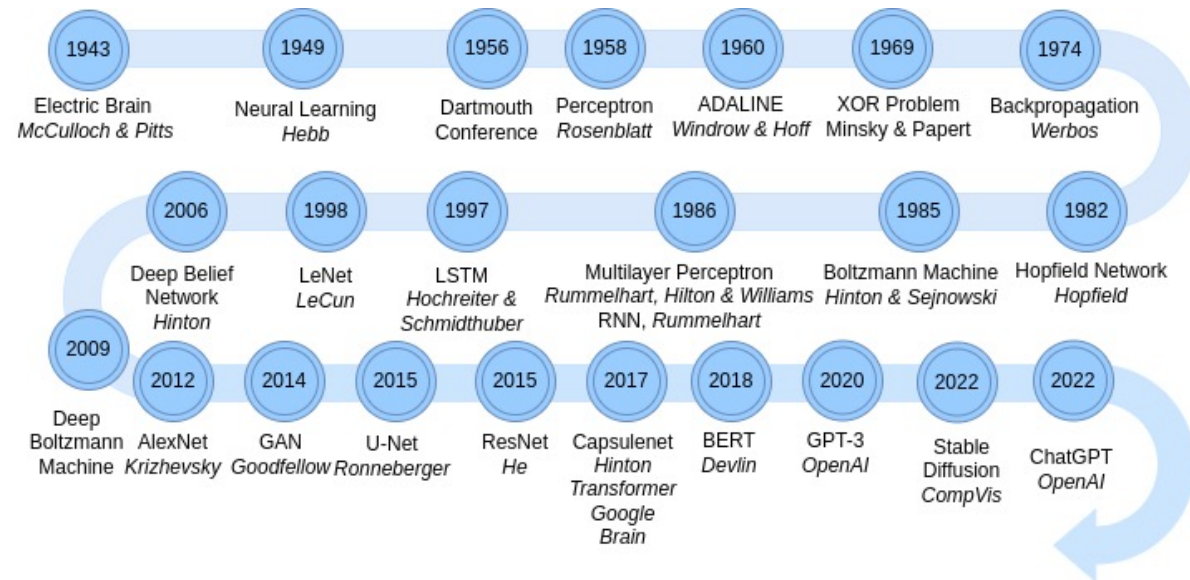 1943
Electric Brain
McCulloch & Pitts
1949
Neural Learning
Hebb
1956
Dartmouth
Conference
1958
Perceptron
Rosenblatt
1960
ADALINE
Windrow & Hoff
1969
XOR Problem
Minsky & Papert
1974
Backpropagation
Werbos
1982
Hopfield Network
Hopfield
1985
Boltzmann Machine
Hinton & Sejnowski
1986
Multilayer Perceptron
Rummelhart, Hilton & Williams
RNN, Rummelhart
1997
LSTM
Hochreiter &
Schmidthuber
1998
LeNet
LeCun
2006
Deep Belief
Network
Hinton
2009
Deep
Boltzmann
Machine
2012
AlexNet
Krizhevsky
2014
GAN
Goodfellow
2015
U-Net
Ronneberger
2015
ResNet
He
2017
Capsulenet
Hinton
Transformer
Google
Brain
2018
BERT
Devlin
2020
GPT-3
OpenAI
2022
Stable
Diffusion
CompVis
2022
ChatGPT
OpenAI